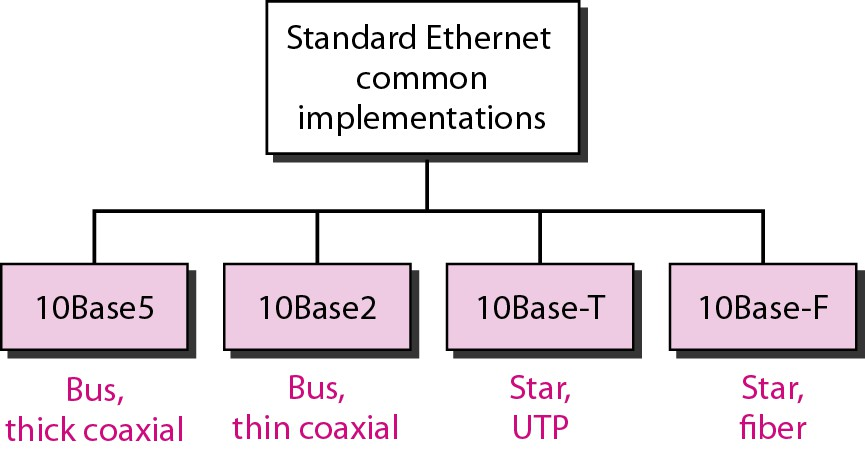 Standard Ethernet
common
implementations
10Base5
10Base2
10Base-T
10Base-F
Bus,
thick coaxial
Bus,
thin coaxial
Star,
UTP
Star,
fiber